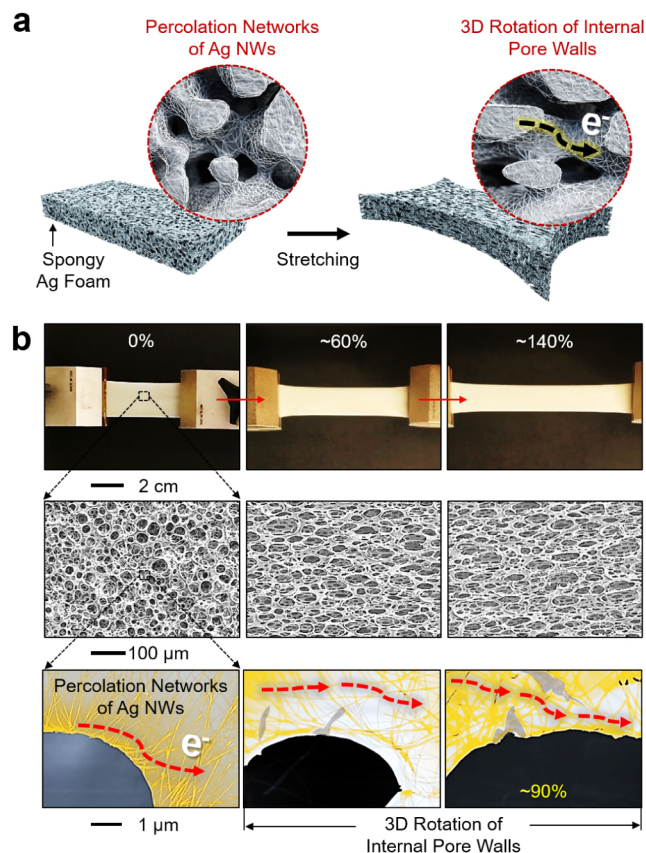 a
Percolation Networks
of Ag NWs
3D Rotation of Internal
Pore Walls
e-
Spongy
Ag Foam
Stretching
b
0%
~60%
~140%
2 cm
100 µm
Percolation Networks
of Ag NWs
e-
~90%
1 µm
3D Rotation of
Internal Pore Walls